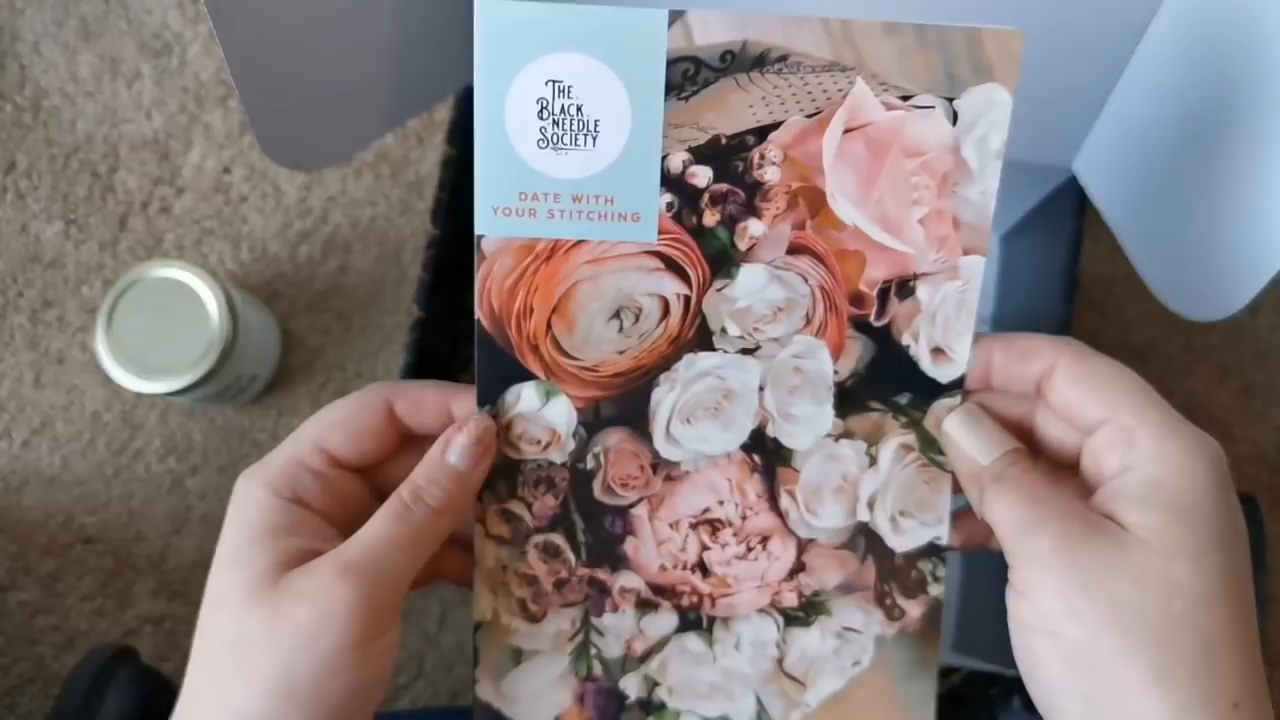 THE
BLACK
NEEDLE
SOCIETY
DATE WITH
YOUR STITCHING